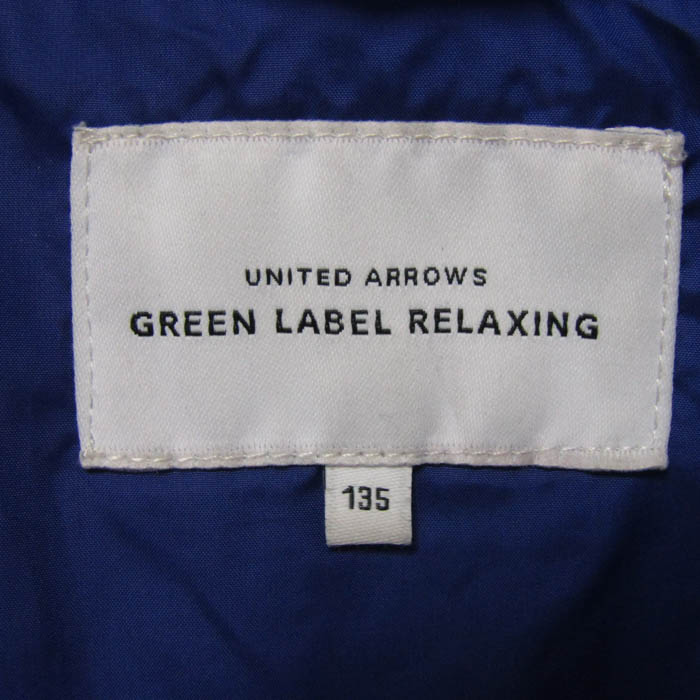 UNITED ARROWS
GREEN LABEL RELAXING
135